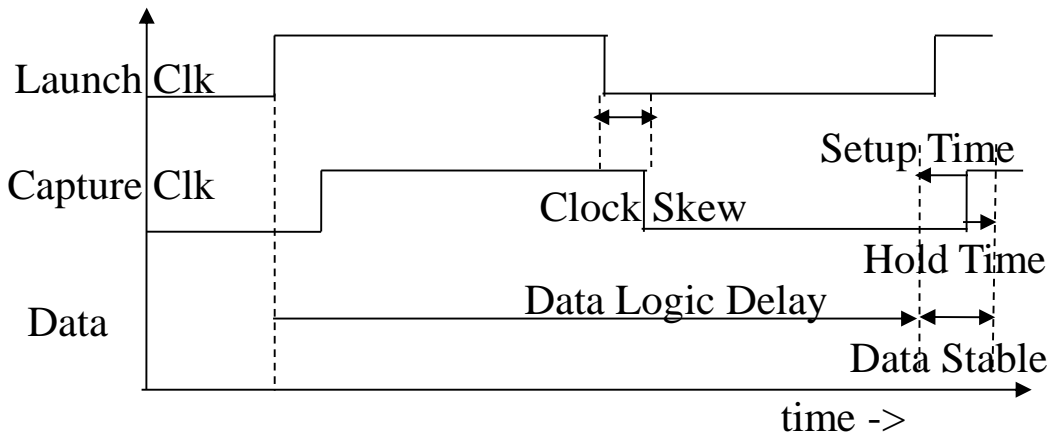 Launch Clk
Setup Time
Capture Clk
Clock Skew
Hold Time
Data Logic Delay
Data
Data Stable
time ->